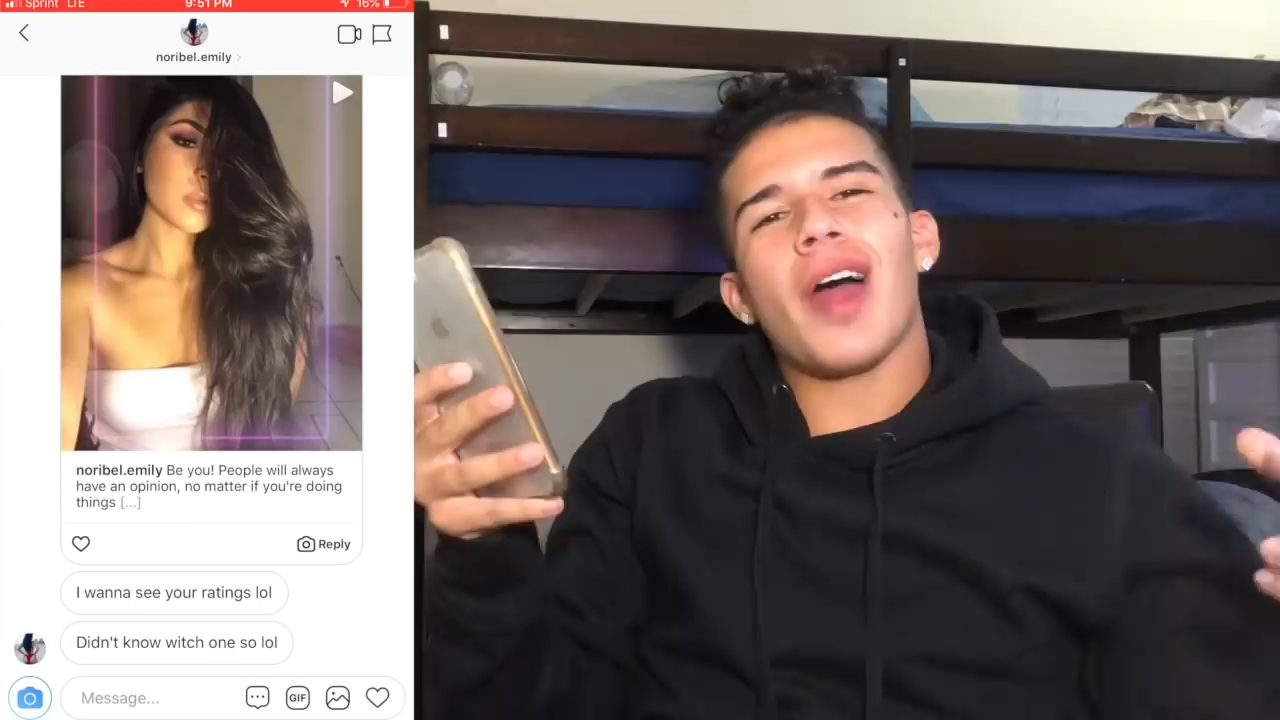 Sprint LTE
9:51 PM
16%
noribel.emily
noribel.emily Be you! People will always
have an opinion, no matter if you're doing
things [...]
Reply
I wanna see your ratings lol
Didn't know witch one so lol
Message...
GIF